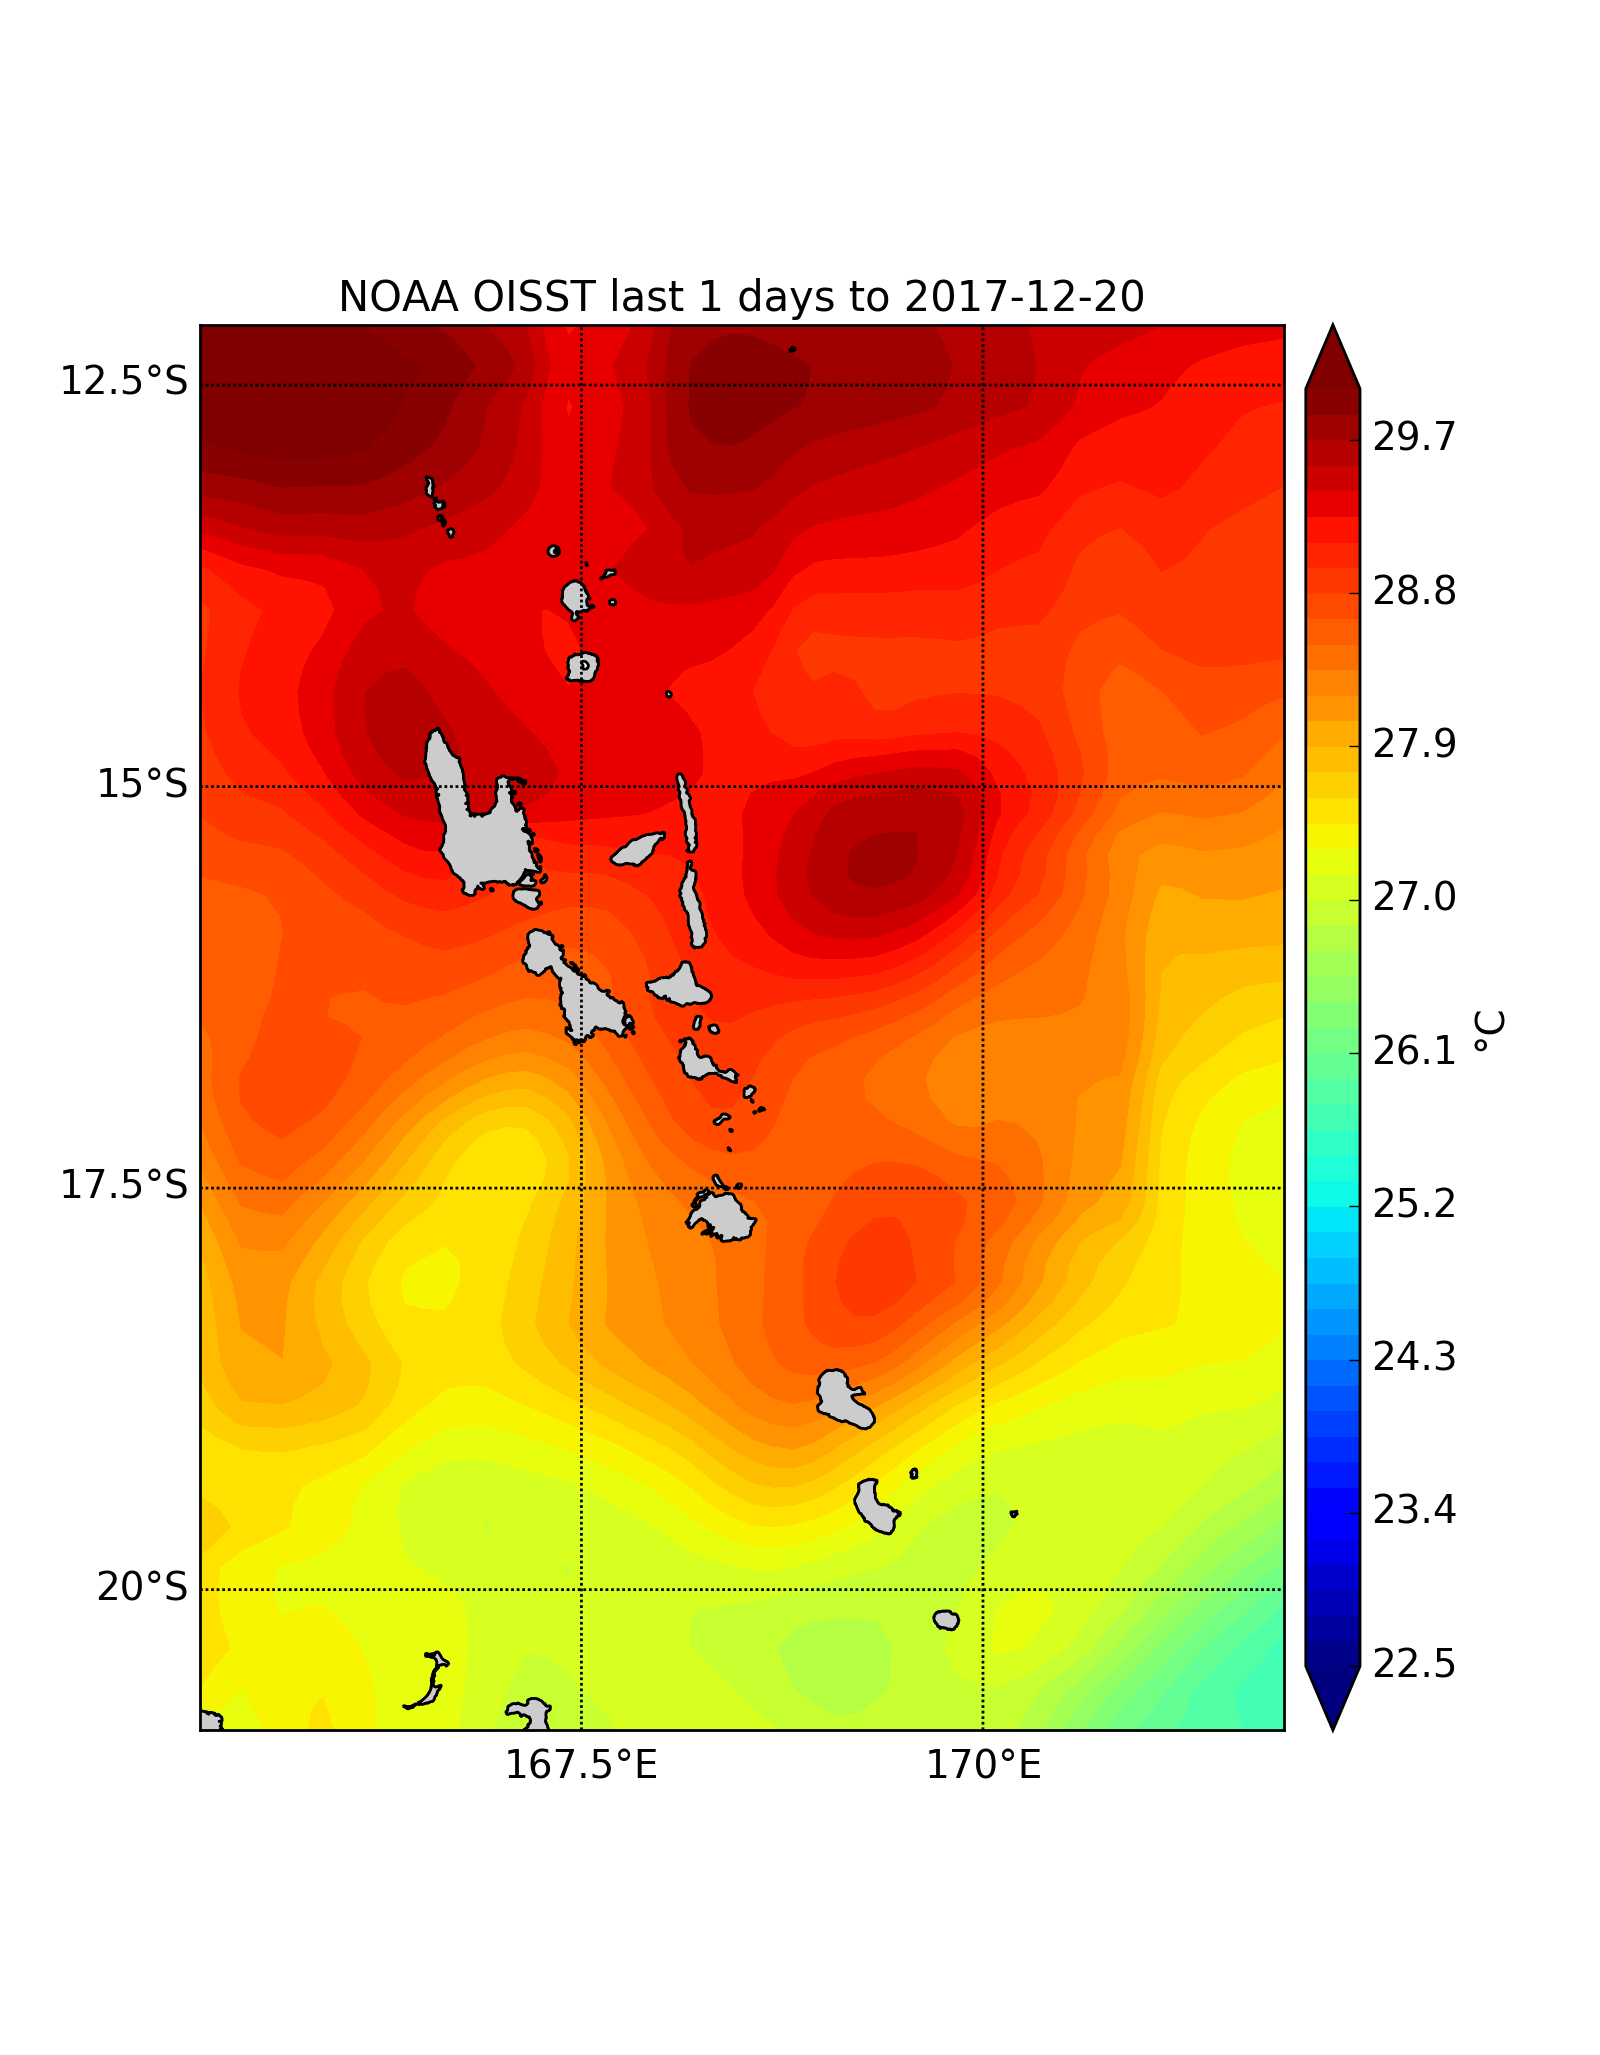 NOAA OISST last 1 days to 2017-12-20
12.5°S
15°S
17.5°S
20°S
167.5°E
170°E
29.7
28.8
27.9
27.0
26.1
25.2
24.3
23.4
22.5
°C